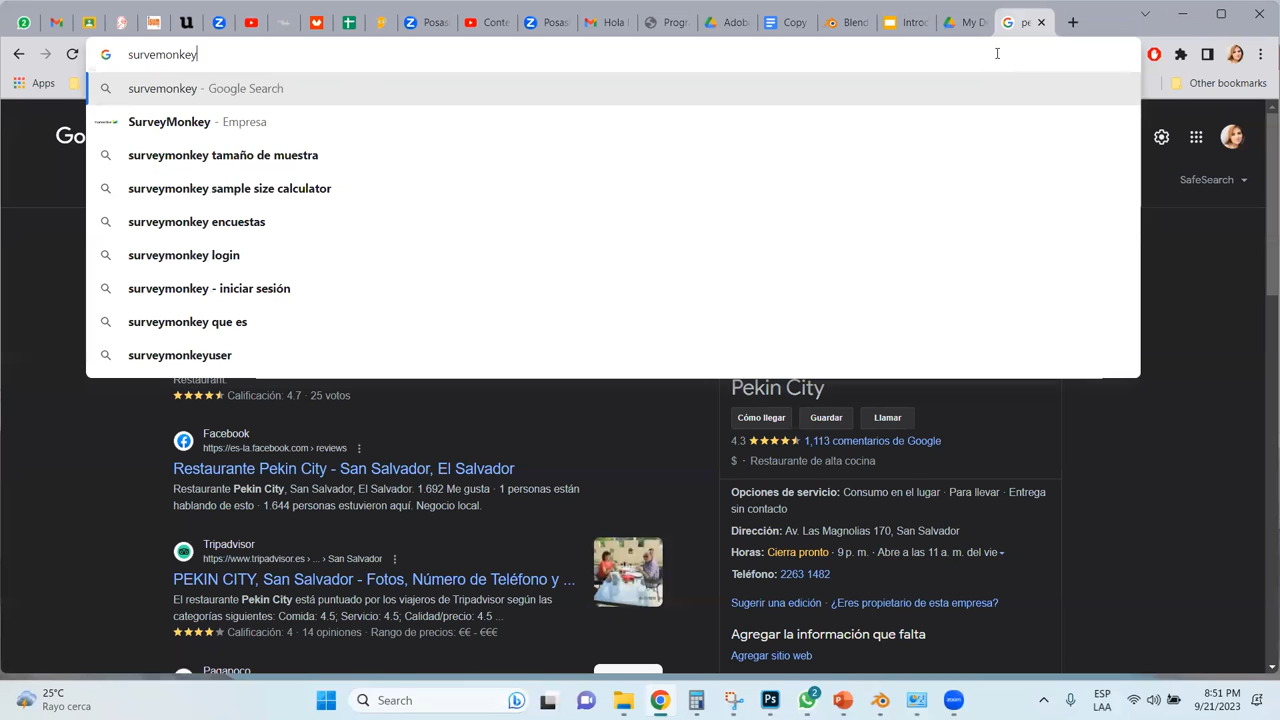 Posas
Conte
Posas
Hola
Progr
Adob
Copy
Blend
Introc
My D
pe
survemonkey
Apps
Other bookmarks
survemonkey - Google Search
SurveyMonkey - Empresa
surveymonkey tamaño de muestra
surveymonkey sample size calculator
surveymonkey encuestas
surveymonkey login
surveymonkey - iniciar sesión
surveymonkey que es
surveymonkeyuser
Go
SafeSearch
Restaurant.
Calificación: 4.7 · 25 votos
Facebook
https://es-la.facebook.com › reviews
Restaurante Pekin City - San Salvador, El Salvador
Restaurante Pekin City, San Salvador, El Salvador. 1.692 Me gusta · 1 personas están
hablando de esto · 1.644 personas estuvieron aquí. Negocio local.
Tripadvisor
https://www.tripadvisor.es › ... › San Salvador
PEKIN CITY, San Salvador - Fotos, Número de Teléfono y ...
El restaurante Pekin City está puntuado por los viajeros de Tripadvisor según las
categorías siguientes: Comida: 4.5; Servicio: 4.5; Calidad/precio: 4.5 ...
Calificación: 4 · 14 opiniones · Rango de precios: €€ - €€€
Paganoco
Pekin City
Cómo llegar
Guardar
Llamar
4.3 1,113 comentarios de Google
$ · Restaurante de alta cocina
Opciones de servicio: Consumo en el lugar · Para llevar · Entrega
sin contacto
Dirección: Av. Las Magnolias 170, San Salvador
Horas: Cierra pronto · 9 p. m. · Abre a las 11 a. m. del vie
Teléfono: 2263 1482
Sugerir una edición · ¿Eres propietario de esta empresa?
Agregar la información que falta
Agregar sitio web
25°C
Rayo cerca
Search
Ps
2
zoom
ESP
LAA
8:51 PM
9/21/2023